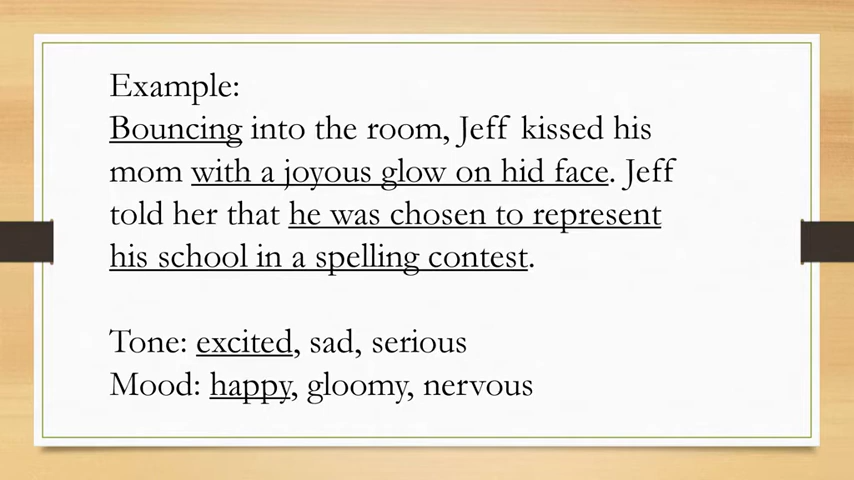 Example:
Bouncing into the room, Jeff kissed his
mom with a joyous glow on hid face. Jeff
told her that he was chosen to represent
his school in a spelling contest.
Tone: excited, sad, serious
Mood: happy, gloomy, nervous